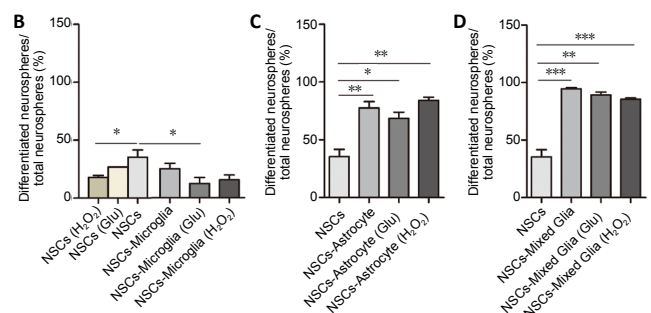 B
Differentiated neurospheres/
total neurospheres (%)
150
100
50
0
*
*
NSCs (H₂O₂)
NSCs (Glu)
NSCs
NSCs-Microglia
NSCs-Microglia (Glu)
NSCs-Microglia (H₂O₂)
C
Differentiated neurospheres/
total neurospheres (%)
150
100
50
0
**
*
**
NSCs
NSCs-Astrocyte
NSCs-Astrocyte (Glu)
NSCs-Astrocyte (H₂O₂)
D
Differentiated neurospheres/
total neurospheres (%)
150
100
50
0
***
**
***
NSCs
NSCs-Mixed Glia
NSCs-Mixed Glia (Glu)
NSCs-Mixed Glia (H₂O₂)